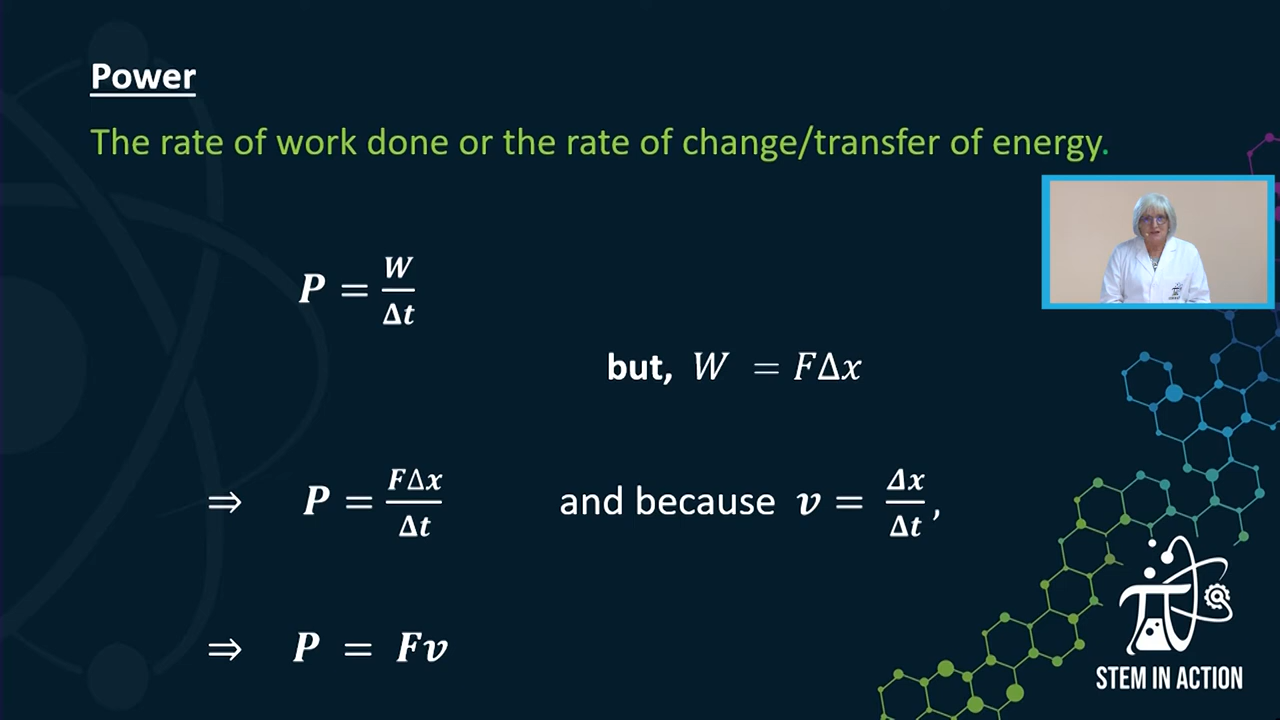 Power
The rate of work done or the rate of change/transfer of energy.
P = W/Δt
but, W = FΔx
⇒ P = FΔx/Δt and because v = Δx/Δt,
⇒ P = Fv
STEM IN ACTION